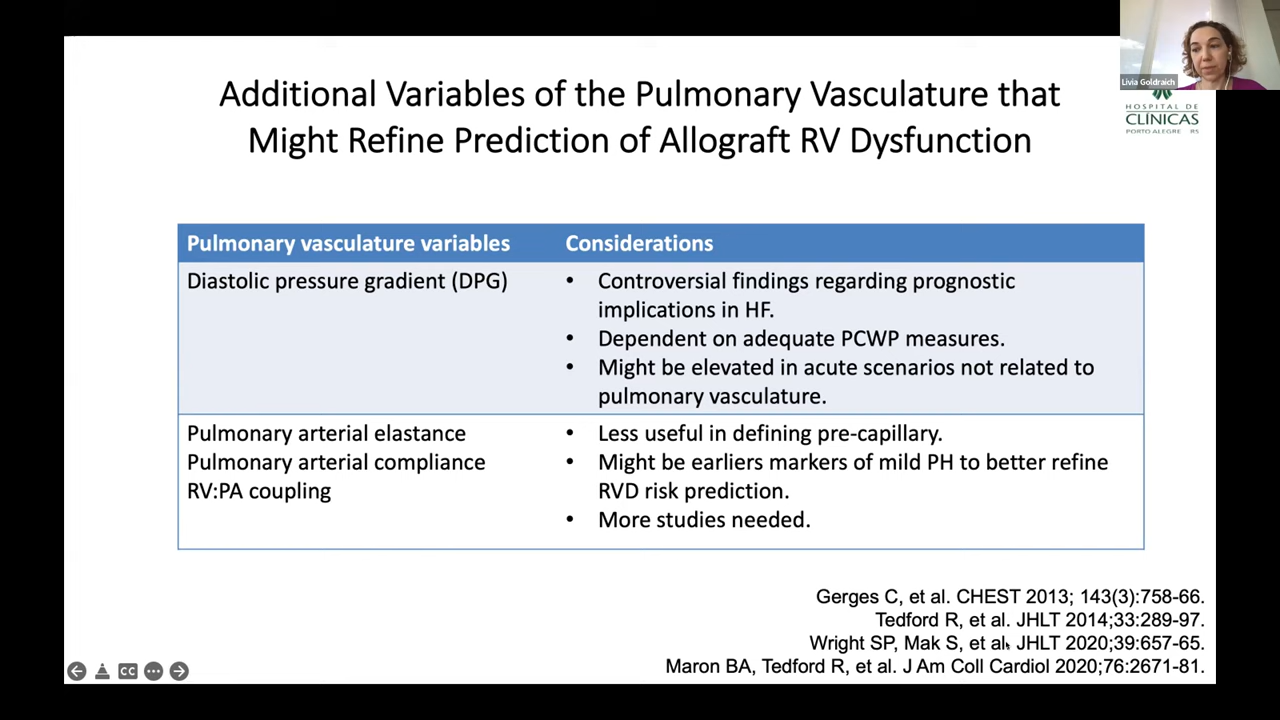 Livia Goldraich
HOSPITAL DE
CLÍNICAS
PORTO ALEGRE RS
Additional Variables of the Pulmonary Vasculature that
Might Refine Prediction of Allograft RV Dysfunction
Pulmonary vasculature variables
Considerations
Diastolic pressure gradient (DPG)
• Controversial findings regarding prognostic
implications in HF.
• Dependent on adequate PCWP measures.
• Might be elevated in acute scenarios not related to
pulmonary vasculature.
Pulmonary arterial elastance
Pulmonary arterial compliance
RV:PA coupling
• Less useful in defining pre-capillary.
• Might be earliers markers of mild PH to better refine
RVD risk prediction.
• More studies needed.
Gerges C, et al. CHEST 2013; 143(3):758-66.
Tedford R, et al. JHLT 2014;33:289-97.
Wright SP, Mak S, et al. JHLT 2020;39:657-65.
Maron BA, Tedford R, et al. J Am Coll Cardiol 2020;76:2671-81.
CC